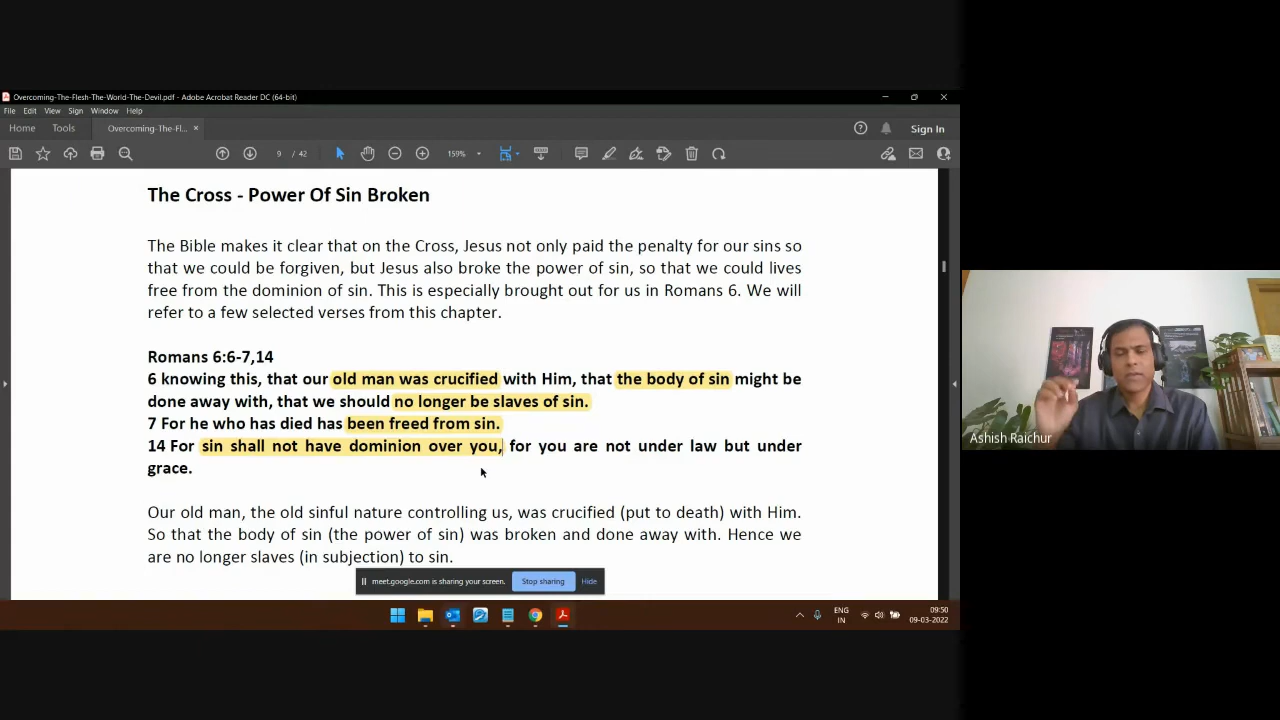 Overcoming-The-Flesh-The-World-The-Devil.pdf - Adobe Acrobat Reader DC (64-bit)
File Edit View Sign Window Help
Home Tools Overcoming-The-Fl... × Sign In
9 / 42 159%
The Cross - Power Of Sin Broken
The Bible makes it clear that on the Cross, Jesus not only paid the penalty for our sins so
that we could be forgiven, but Jesus also broke the power of sin, so that we could lives
free from the dominion of sin. This is especially brought out for us in Romans 6. We will
refer to a few selected verses from this chapter.
Romans 6:6-7,14
6 knowing this, that our old man was crucified with Him, that the body of sin might be
done away with, that we should no longer be slaves of sin.
7 For he who has died has been freed from sin.
14 For sin shall not have dominion over you, for you are not under law but under
grace.
Our old man, the old sinful nature controlling us, was crucified (put to death) with Him.
So that the body of sin (the power of sin) was broken and done away with. Hence we
are no longer slaves (in subjection) to sin.
meet.google.com is sharing your screen. Stop sharing Hide
ENG
IN
09:50
09-03-2022
Ashish Raichur